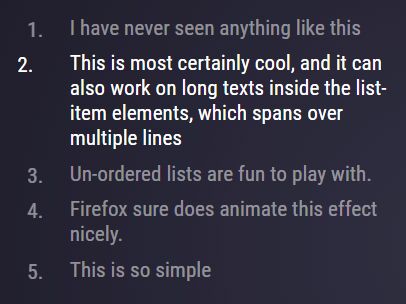 1. I have never seen anything like this
2. This is most certainly cool, and it can
also work on long texts inside the list-
item elements, which spans over
multiple lines
3. Un-ordered lists are fun to play with.
4. Firefox sure does animate this effect
nicely.
5. This is so simple